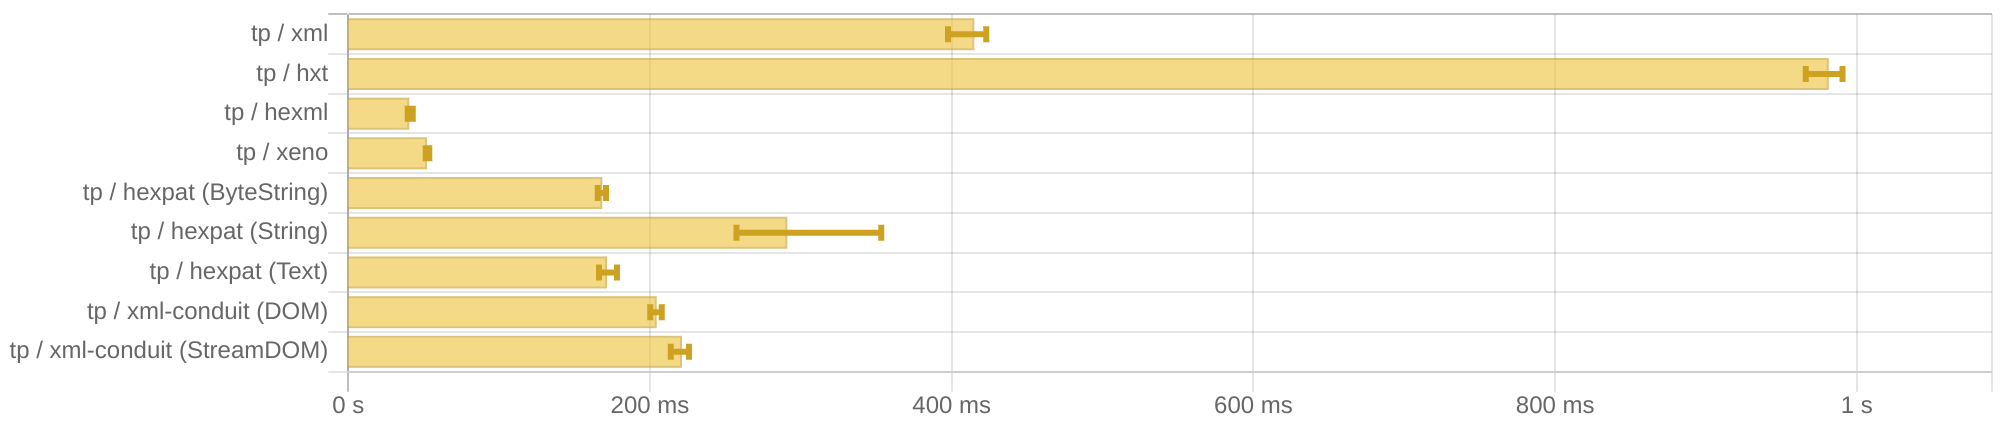 tp / xml
tp / hxt
tp / hexml
tp / xeno
tp / hexpat (ByteString)
tp / hexpat (String)
tp / hexpat (Text)
tp / xml-conduit (DOM)
tp / xml-conduit (StreamDOM)
0 s 200 ms 400 ms 600 ms 800 ms 1 s